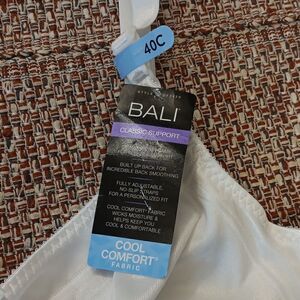 40C
BALI
CLASSIC SUPPORT
BUILT UP BACK FOR
INCREDIBLE BACK SMOOTHING
FULLY ADJUSTABLE,
NO-SLIP STRAPS
FOR A PERSONALIZED FIT
COOL COMFORT® FABRIC
WICKS MOISTURE &
HELPS KEEP YOU
COOL & COMFORTABLE
COOL
COMFORT®
FABRIC